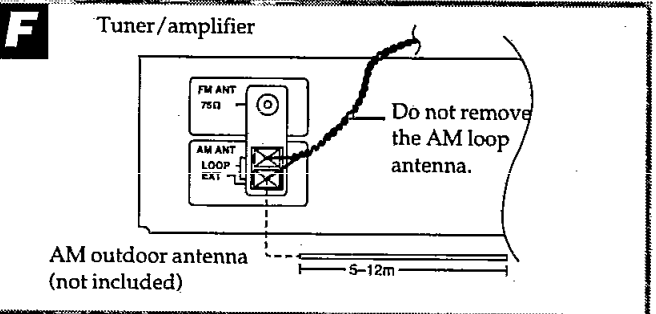 F
Tuner/amplifier
FM ANT
75Ω
AM ANT
LOOP
EXT
Do not remove
the AM loop
antenna.
AM outdoor antenna
(not included)
5–12m